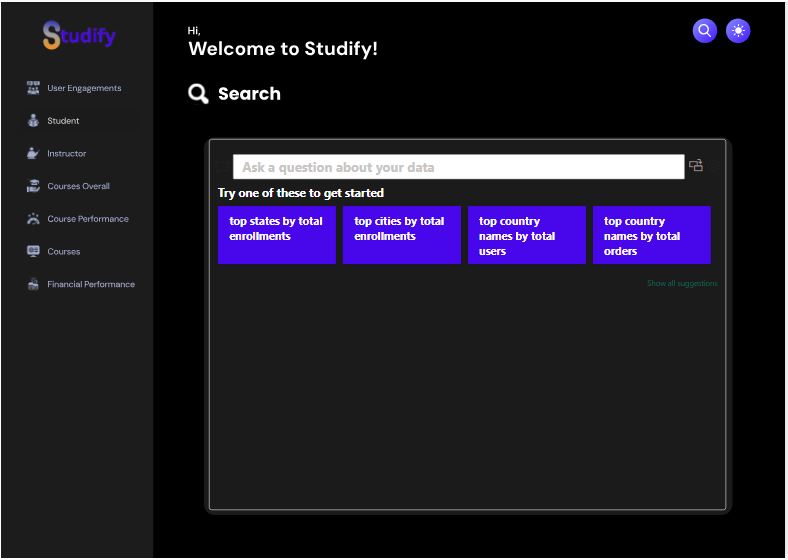 Studify
User Engagements
Student
Instructor
Courses Overall
Course Performance
Courses
Financial Performance
Hi,
Welcome to Studify!
Search
Ask a question about your data
Try one of these to get started
top states by total
enrollments
top cities by total
enrollments
top country
names by total
users
top country
names by total
orders
Show all suggestions